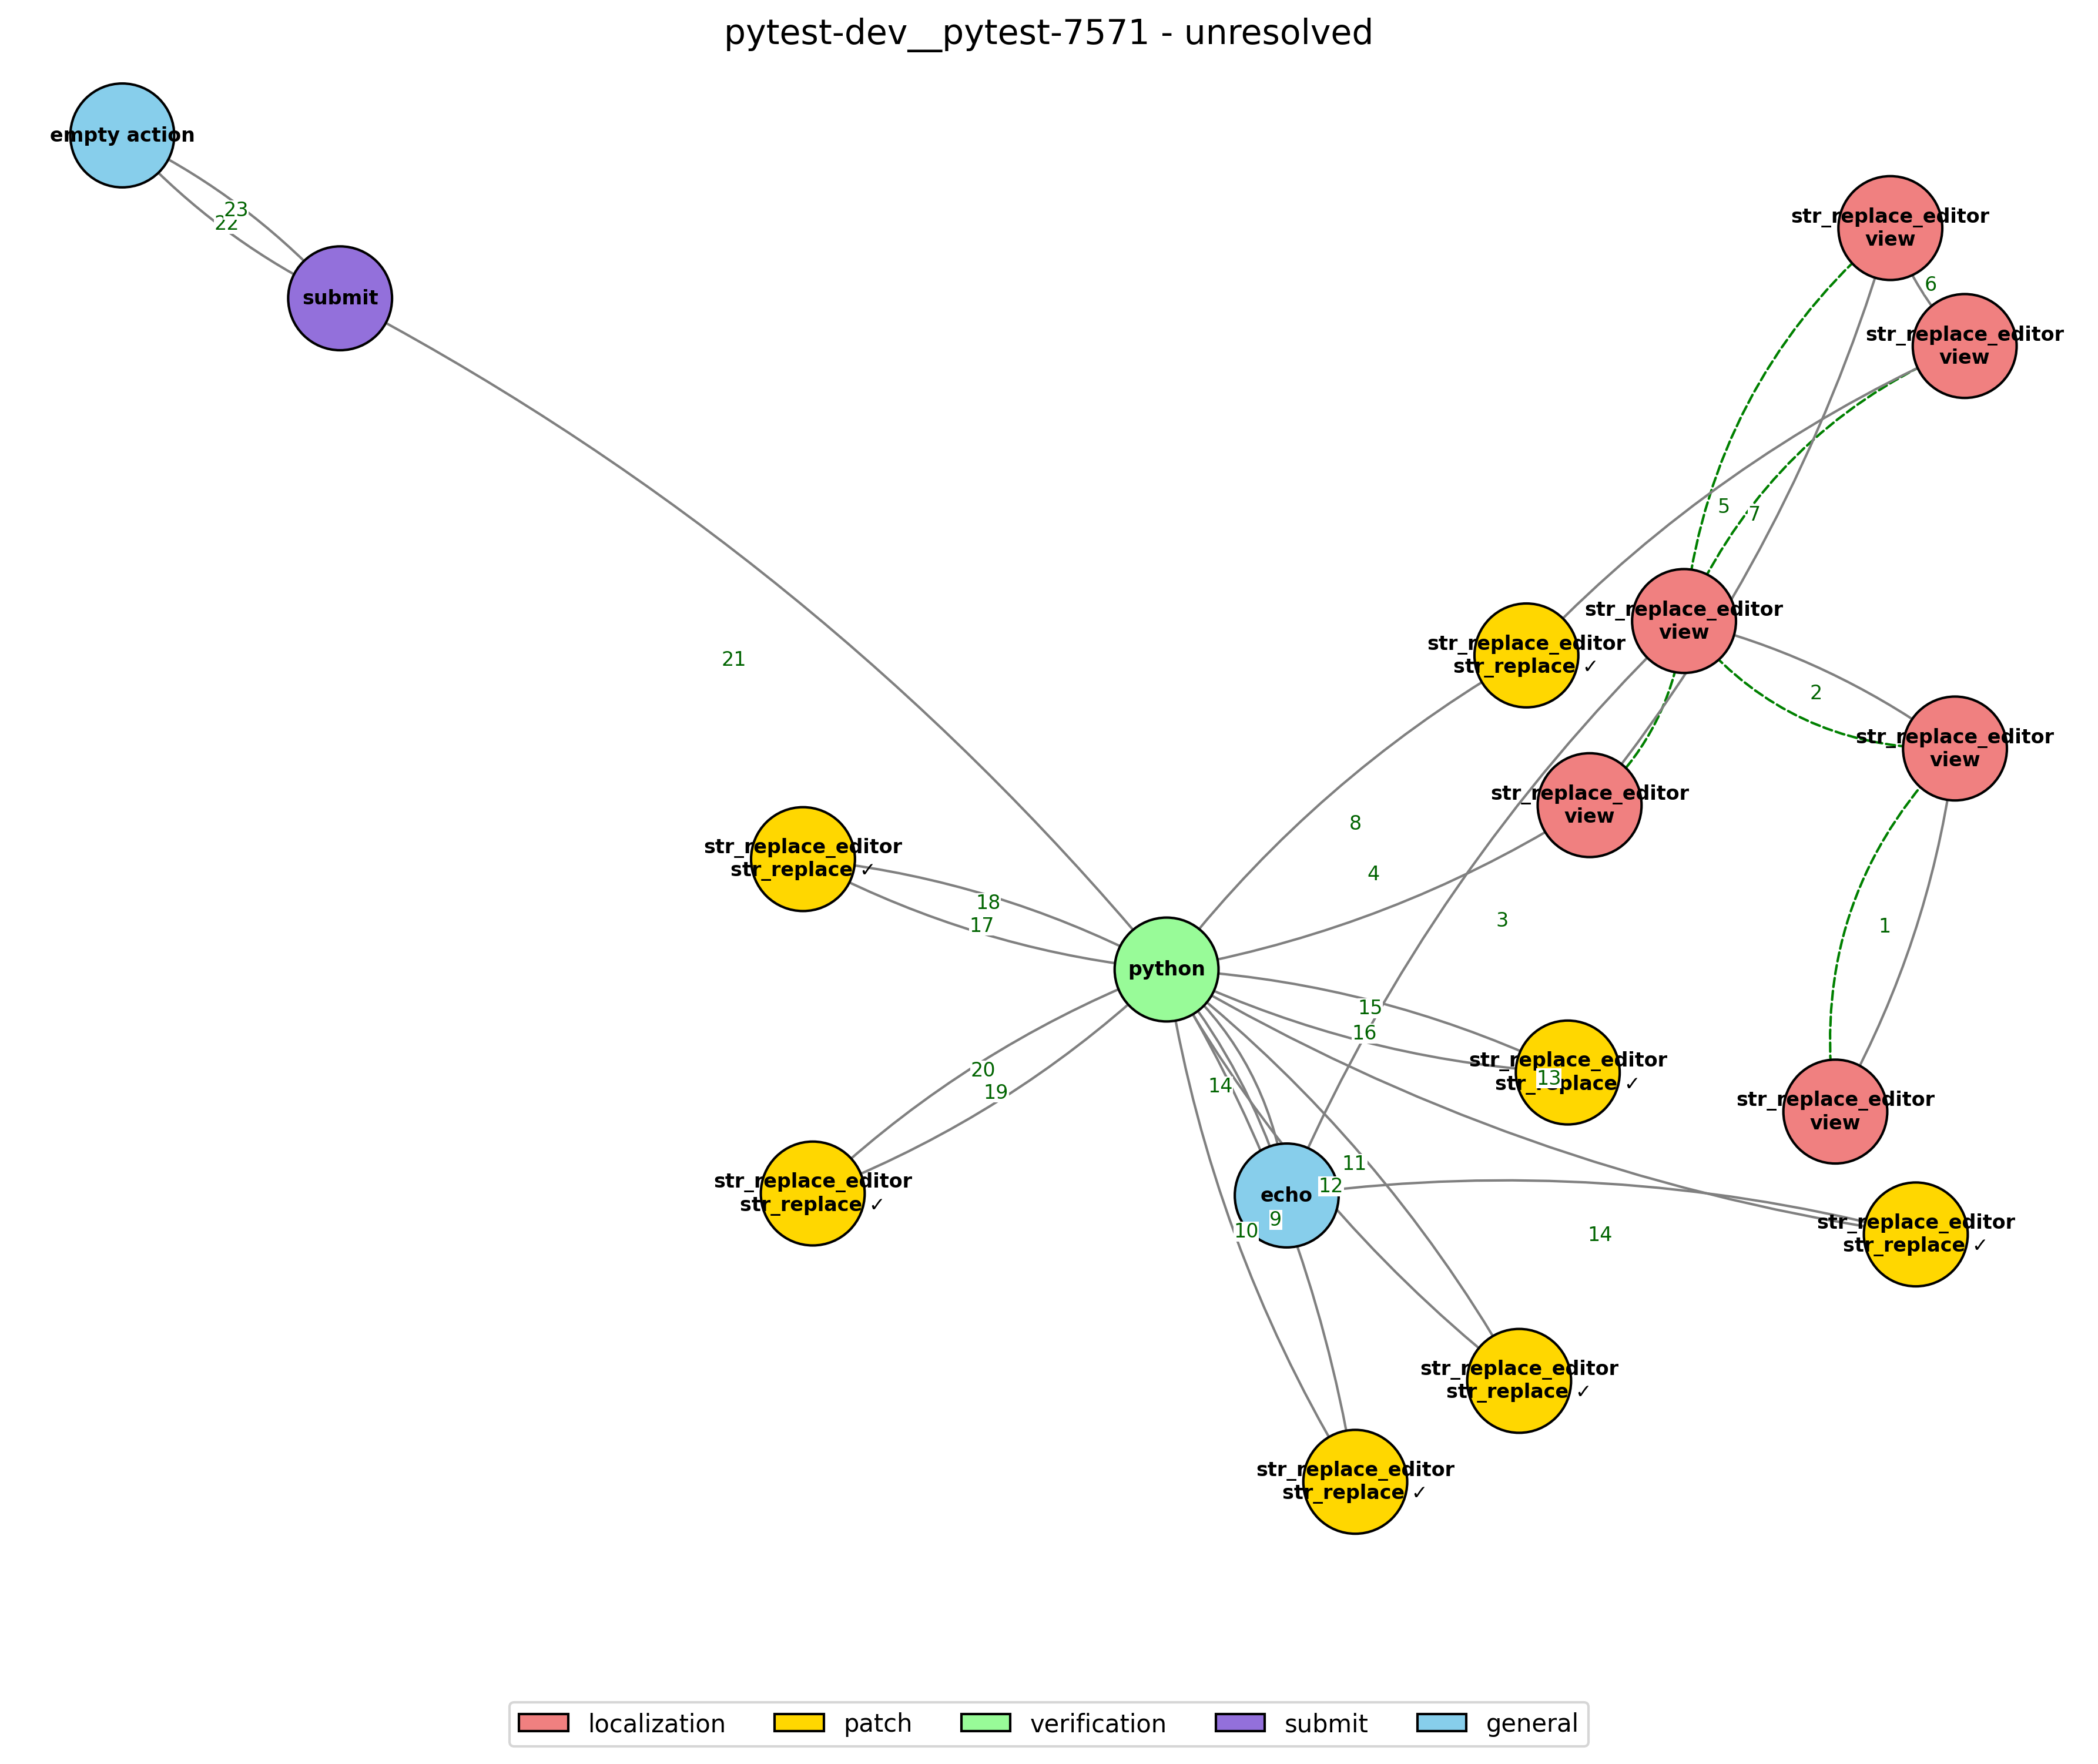 pytest-dev__pytest-7571 - unresolved
empty action
23
22
submit
str_replace_editor
view
6
str_replace_editor
view
5
7
str_replace_editor
view
str_replace_editor
str_replace ✓
21
2
str_replace_editor
view
str_replace_editor
view
8
4
3
1
str_replace_editor
str_replace ✓
18
17
python
15
16
str_replace_editor
str_replace ✓
13
20
19
14
str_replace_editor
view
11
12
echo
9
10
14
str_replace_editor
str_replace ✓
str_replace_editor
str_replace ✓
str_replace_editor
str_replace ✓
str_replace_editor
str_replace ✓
localization
patch
verification
submit
general